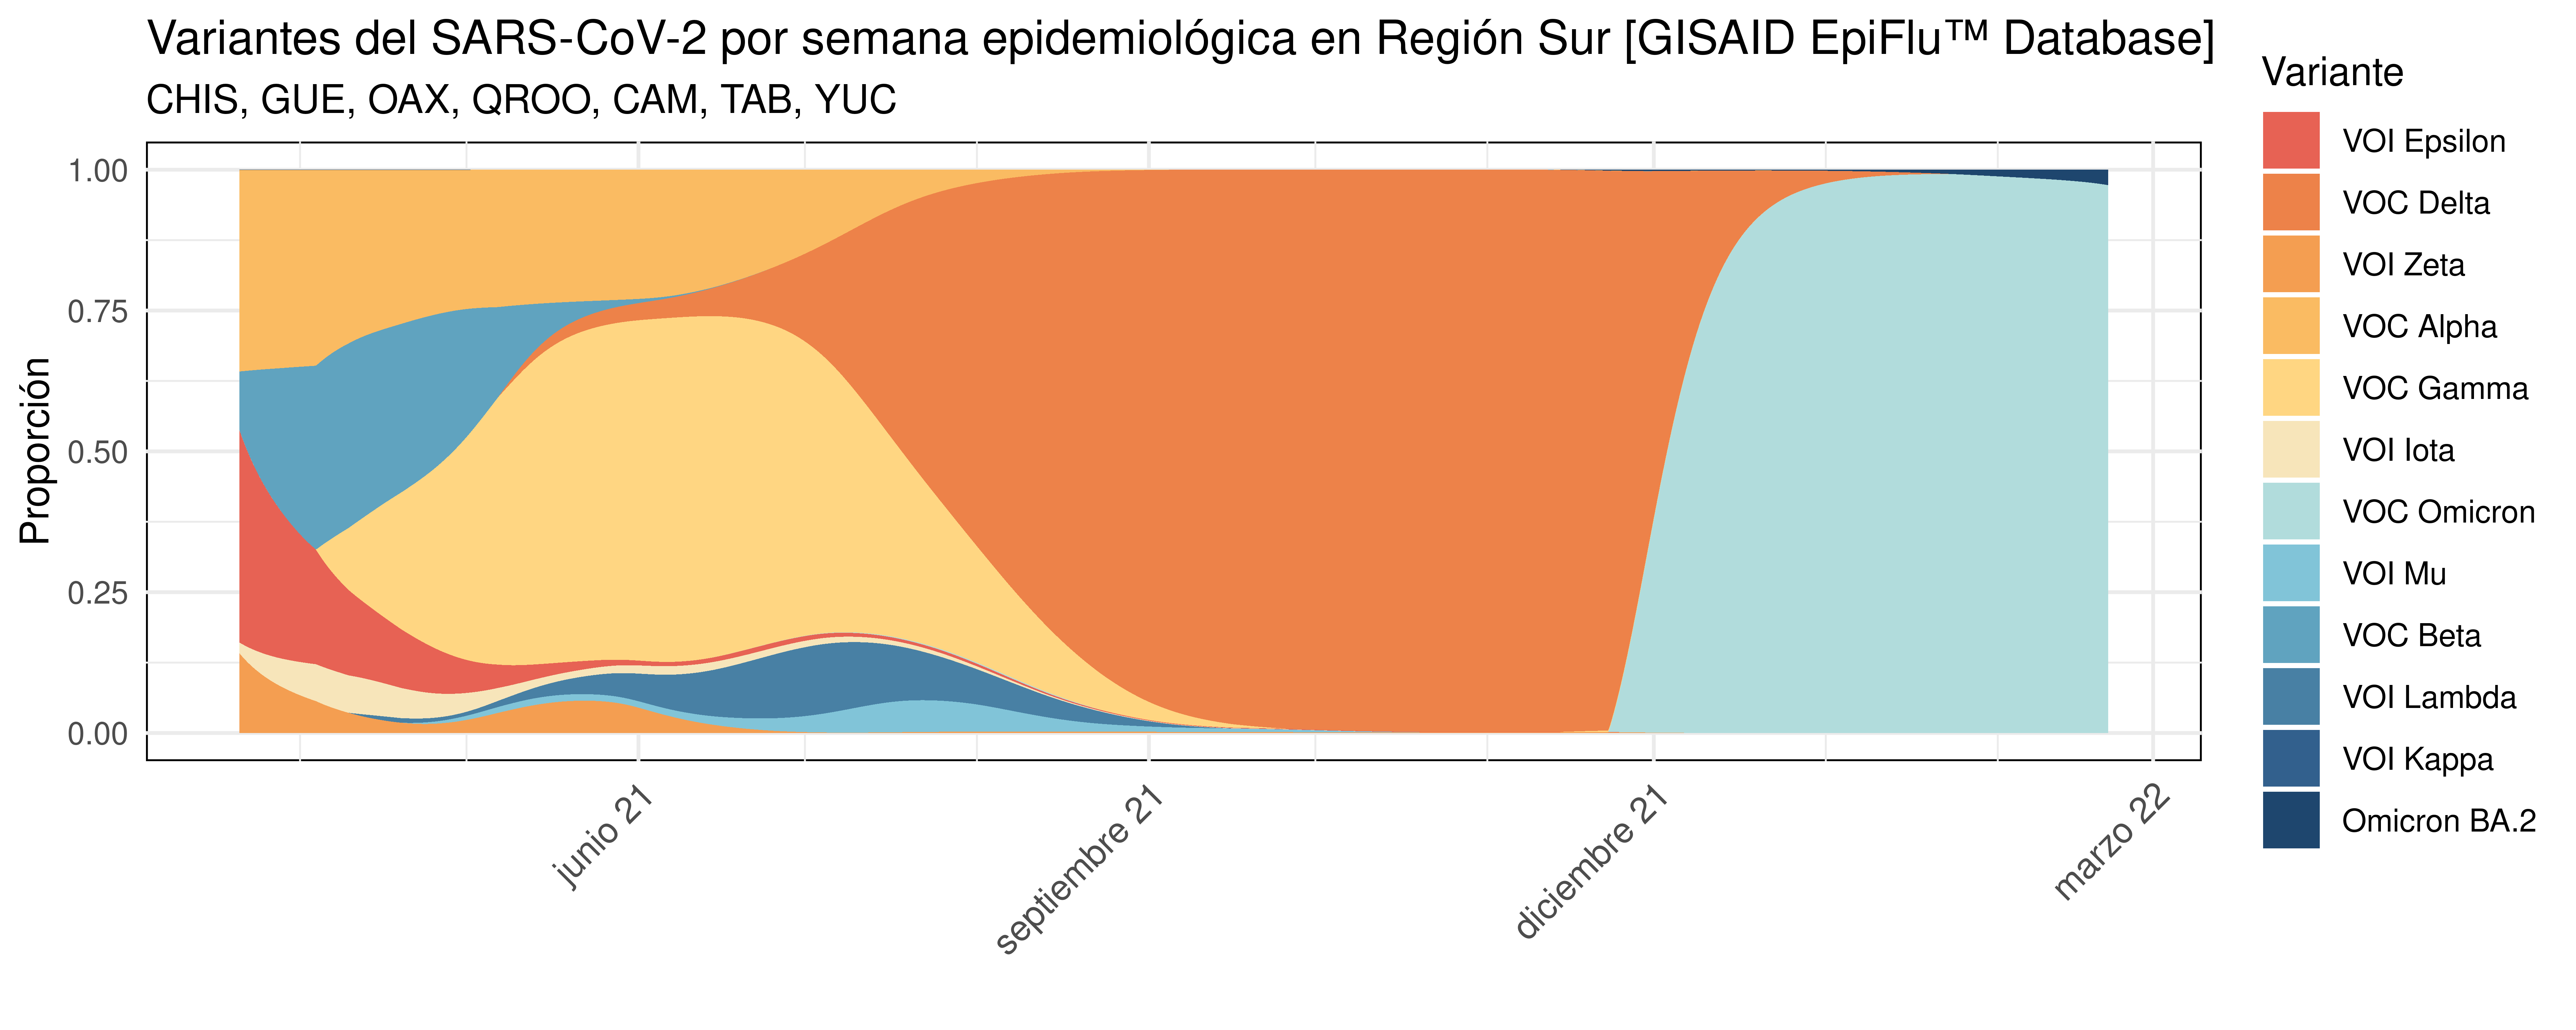 Variantes del SARS-CoV-2 por semana epidemiológica en Región Sur [GISAID EpiFlu™ Database]
CHIS, GUE, OAX, QROO, CAM, TAB, YUC
Proporción
1.00
0.75
0.50
0.25
0.00
junio 21
septiembre 21
diciembre 21
marzo 22
Variante
VOI Epsilon
VOC Delta
VOI Zeta
VOC Alpha
VOC Gamma
VOI Iota
VOC Omicron
VOI Mu
VOC Beta
VOI Lambda
VOI Kappa
Omicron BA.2